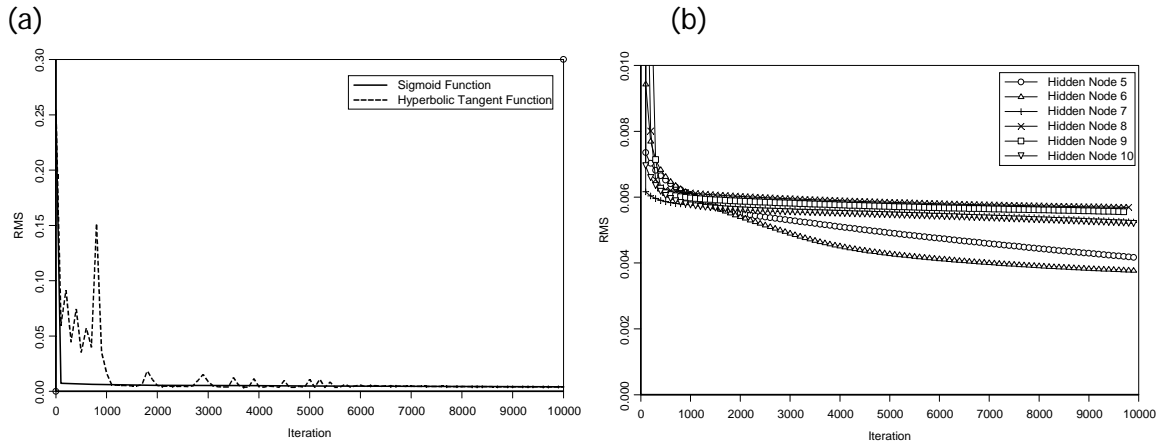 (a)
(b)
0.30
0.25
0.20
0.15
0.10
0.05
0.00
RMS
Sigmoid Function
Hyperbolic Tangent Function
0 1000 2000 3000 4000 5000 6000 7000 8000 9000 10000
Iteration
0.010
0.008
0.006
0.004
0.002
0.000
RMS
Hidden Node 5
Hidden Node 6
Hidden Node 7
Hidden Node 8
Hidden Node 9
Hidden Node 10
0 1000 2000 3000 4000 5000 6000 7000 8000 9000 10000
Iteration